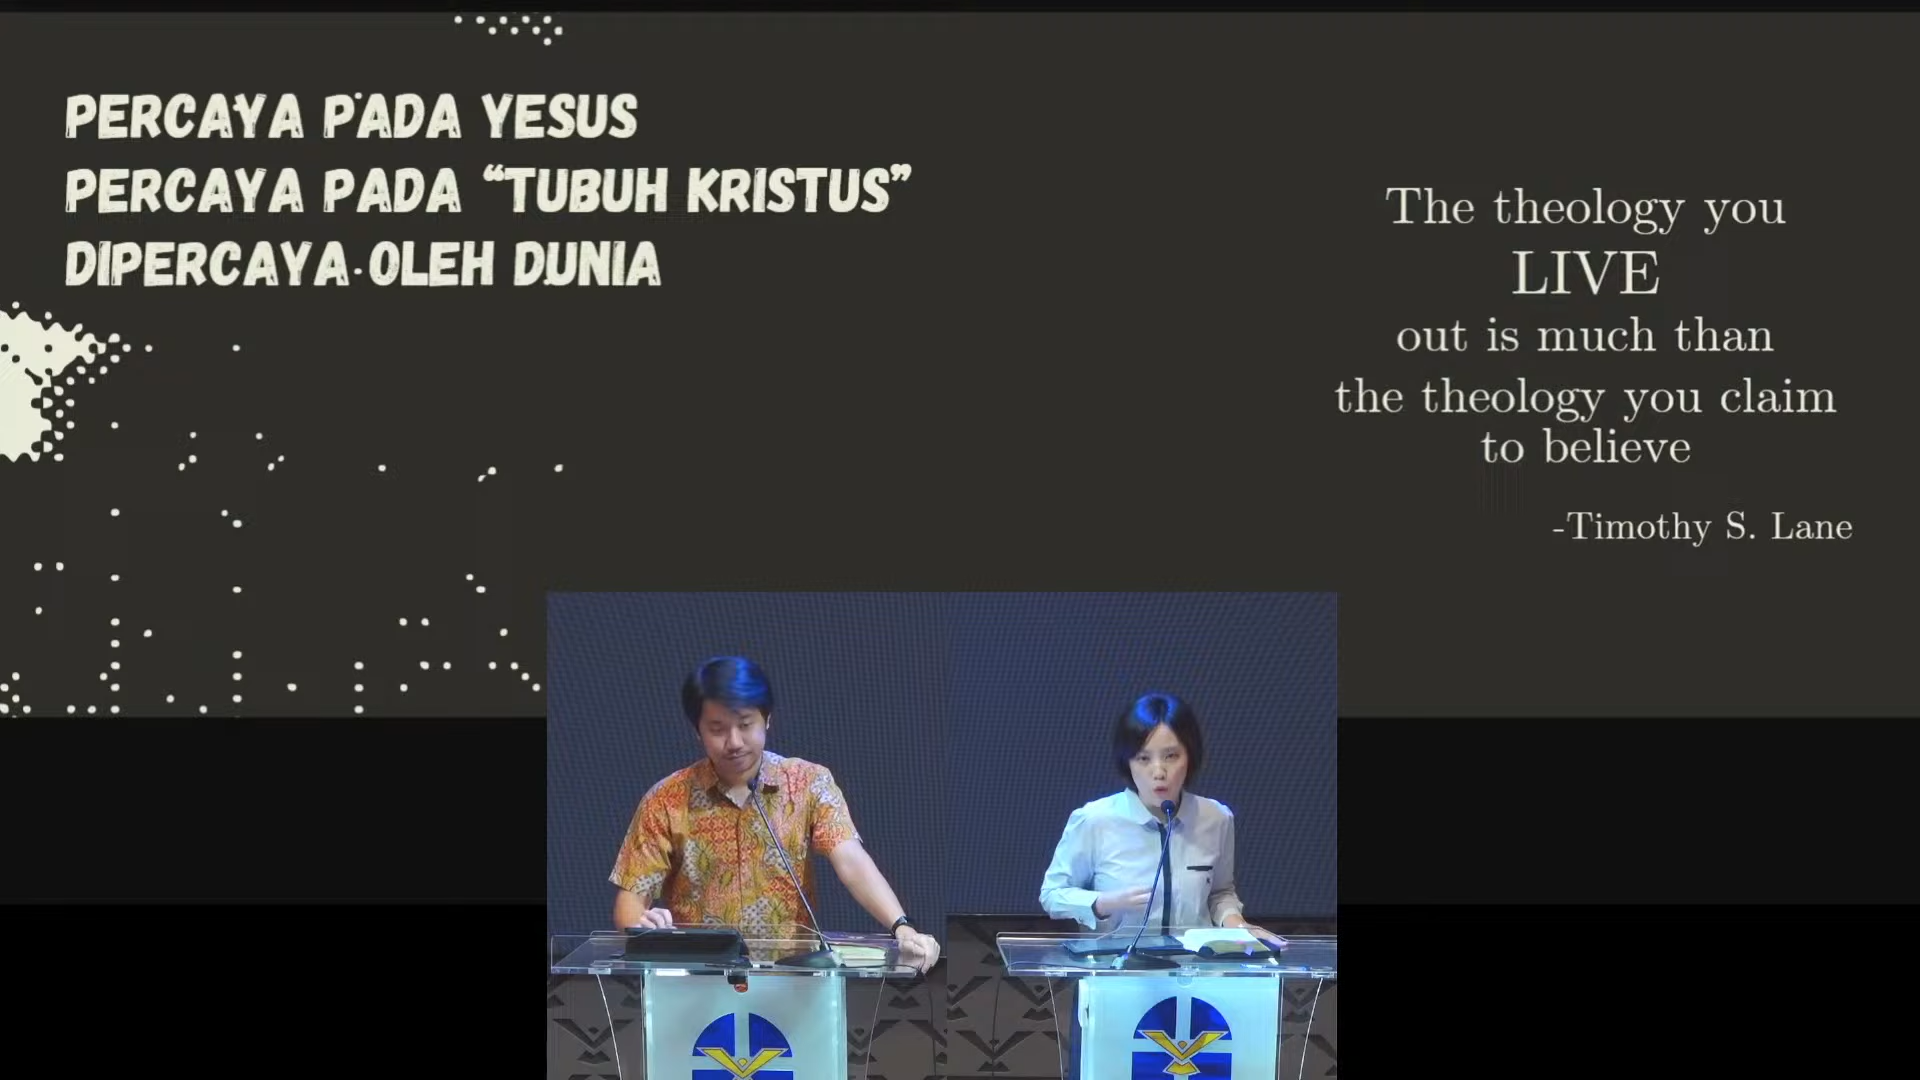 PERCAYA PADA YESUS
PERCAYA PADA “TUBUH KRISTUS”
DIPERCAYA OLEH DUNIA
The theology you
LIVE
out is much than
the theology you claim
to believe
-Timothy S. Lane